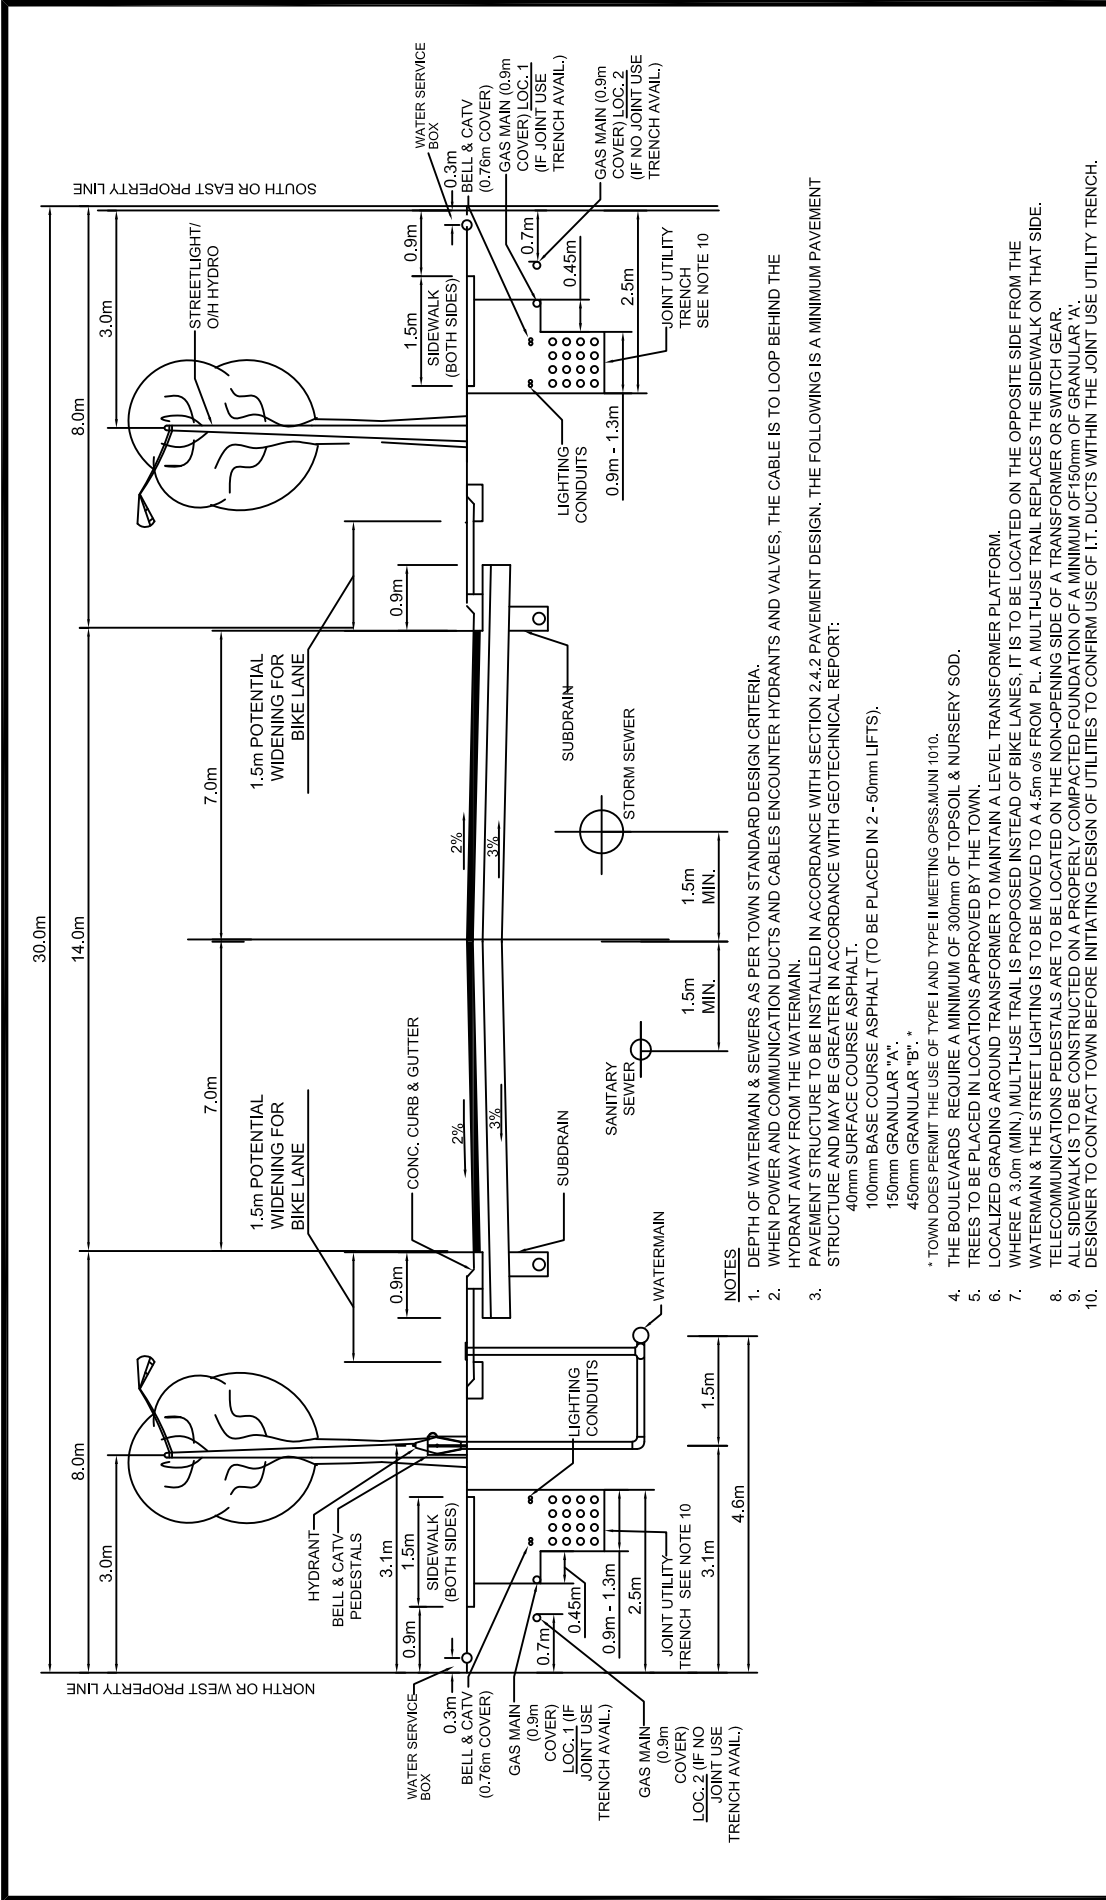 30.0m
8.0m
14.0m
8.0m
NORTH OR WEST PROPERTY LINE
SOUTH OR EAST PROPERTY LINE
3.0m
7.0m
7.0m
3.0m
STREETLIGHT/
O/H HYDRO
1.5m POTENTIAL
WIDENING FOR
BIKE LANE
1.5m POTENTIAL
WIDENING FOR
BIKE LANE
HYDRANT
BELL & CATV
PEDESTALS
3.1m
0.9m
1.5m
SIDEWALK
(BOTH SIDES)
0.9m
CONC. CURB & GUTTER
0.9m
1.5m
SIDEWALK
(BOTH SIDES)
0.9m
WATER SERVICE
BOX
0.3m
BELL & CATV
(0.76m COVER)
GAS MAIN
(0.9m
COVER)
LOC. 1 (IF
JOINT USE
TRENCH AVAIL.)
GAS MAIN
(0.9m
COVER)
LOC. 2 (IF NO
JOINT USE
TRENCH AVAIL.)
0.7m
0.45m
0.9m - 1.3m
2.5m
JOINT UTILITY
TRENCH SEE NOTE 10
3.1m
1.5m
4.6m
LIGHTING
CONDUITS
WATERMAIN
SUBDRAIN
2%
3%
SANITARY
SEWER
1.5m
MIN.
1.5m
MIN.
2%
3%
STORM SEWER
SUBDRAIN
LIGHTING
CONDUITS
0.9m - 1.3m
2.5m
0.45m
0.7m
JOINT UTILITY
TRENCH
SEE NOTE 10
WATER SERVICE
BOX
0.3m
BELL & CATV
(0.76m COVER)
GAS MAIN (0.9m
COVER) LOC. 1
(IF JOINT USE
TRENCH AVAIL.)
GAS MAIN (0.9m
COVER) LOC. 2
(IF NO JOINT USE
TRENCH AVAIL.)
NOTES
1. DEPTH OF WATERMAIN & SEWERS AS PER TOWN STANDARD DESIGN CRITERIA.
2. WHEN POWER AND COMMUNICATION DUCTS AND CABLES ENCOUNTER HYDRANTS AND VALVES, THE CABLE IS TO LOOP BEHIND THE
HYDRANT AWAY FROM THE WATERMAIN.
3. PAVEMENT STRUCTURE TO BE INSTALLED IN ACCORDANCE WITH SECTION 2.4.2 PAVEMENT DESIGN. THE FOLLOWING IS A MINIMUM PAVEMENT
STRUCTURE AND MAY BE GREATER IN ACCORDANCE WITH GEOTECHNICAL REPORT:
40mm SURFACE COURSE ASPHALT.
100mm BASE COURSE ASPHALT (TO BE PLACED IN 2 - 50mm LIFTS).
150mm GRANULAR "A".
450mm GRANULAR "B". *
* TOWN DOES PERMIT THE USE OF TYPE I AND TYPE II MEETING OPSS.MUNI 1010.
4. THE BOULEVARDS REQUIRE A MINIMUM OF 300mm OF TOPSOIL & NURSERY SOD.
5. TREES TO BE PLACED IN LOCATIONS APPROVED BY THE TOWN.
6. LOCALIZED GRADING AROUND TRANSFORMER TO MAINTAIN A LEVEL TRANSFORMER PLATFORM.
7. WHERE A 3.0m (MIN.) MULTI-USE TRAIL IS PROPOSED INSTEAD OF BIKE LANES, IT IS TO BE LOCATED ON THE OPPOSITE SIDE FROM THE
WATERMAIN & THE STREET LIGHTING IS TO BE MOVED TO A 4.5m o/s FROM PL. A MULTI-USE TRAIL REPLACES THE SIDEWALK ON THAT SIDE.
8. TELECOMMUNICATIONS PEDESTALS ARE TO BE LOCATED ON THE NON-OPENING SIDE OF A TRANSFORMER OR SWITCH GEAR.
9. ALL SIDEWALK IS TO BE CONSTRUCTED ON A PROPERLY COMPACTED FOUNDATION OF A MINIMUM OF150mm OF GRANULAR 'A'.
10. DESIGNER TO CONTACT TOWN BEFORE INITIATING DESIGN OF UTILITIES TO CONFIRM USE OF I.T. DUCTS WITHIN THE JOINT USE UTILITY TRENCH.